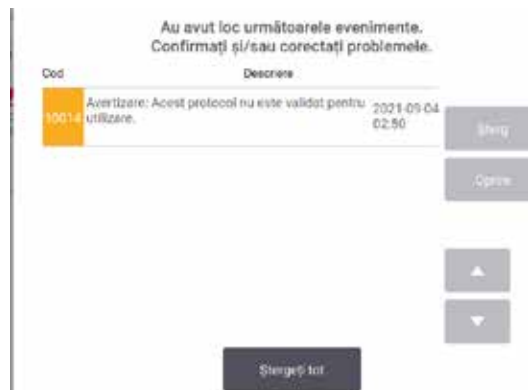 Au avut loc următoarele evenimente.
Confirmați și/sau corectați problemele.
Cod Descriere
10014 Avertizare: Acest protocol nu este validat pentru utilizare. 2021-09-04 02:50
Șterg
Oprire
Ștergeți tot